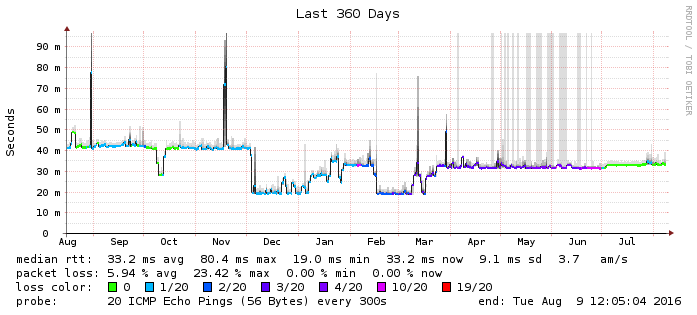 Last 360 Days
RRDTOOL / TOBI OETIKER
Seconds
90 m
80 m
70 m
60 m
50 m
40 m
30 m
20 m
10 m
0
Aug Sep Oct Nov Dec Jan Feb Mar Apr May Jun Jul
median rtt: 33.2 ms avg 80.4 ms max 19.0 ms min 33.2 ms now 9.1 ms sd 3.7 am/s
packet loss: 5.94 % avg 23.42 % max 0.00 % min 0.00 % now
loss color: 0 1/20 2/20 3/20 4/20 10/20 19/20
probe: 20 ICMP Echo Pings (56 Bytes) every 300s end: Tue Aug 9 12:05:04 2016